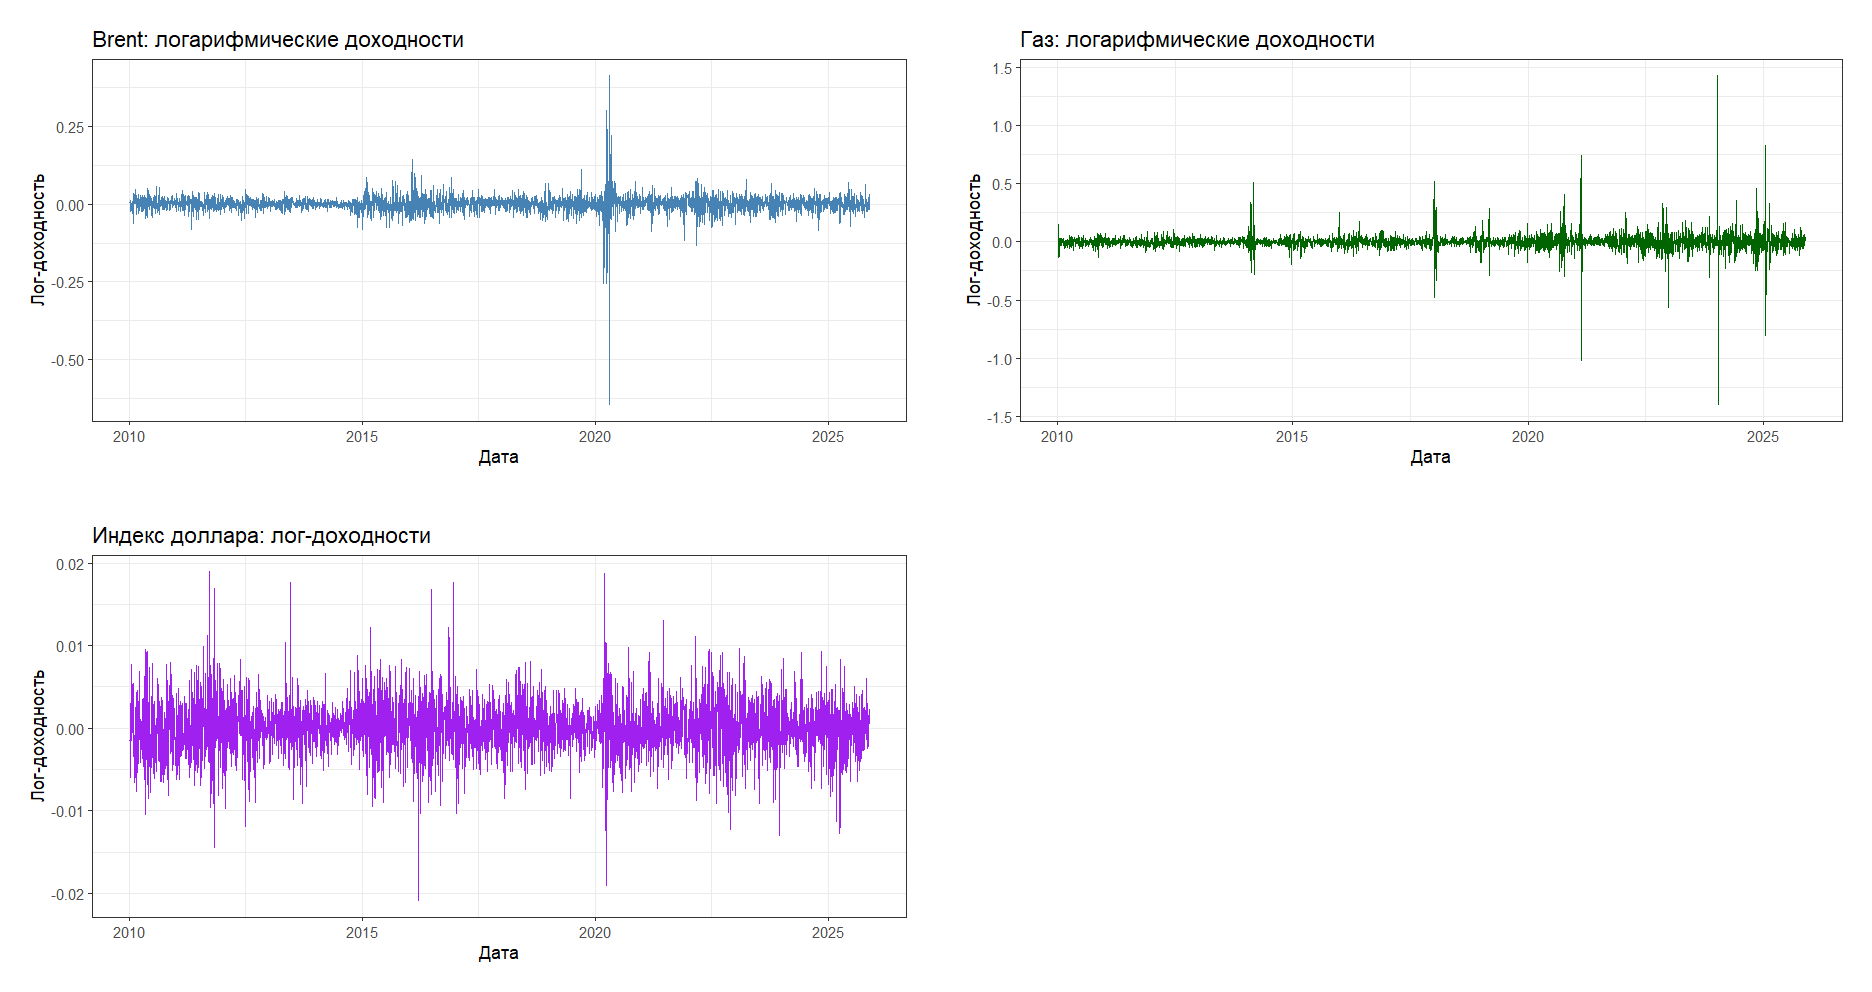 Brent: логарифмические доходности
Лог-доходность
0.25
0.00
-0.25
-0.50
2010 2015 2020 2025
Дата
Газ: логарифмические доходности
Лог-доходность
1.5
1.0
0.5
0.0
-0.5
-1.0
-1.5
2010 2015 2020 2025
Дата
Индекс доллара: лог-доходности
Лог-доходность
0.02
0.01
0.00
-0.01
-0.02
2010 2015 2020 2025
Дата